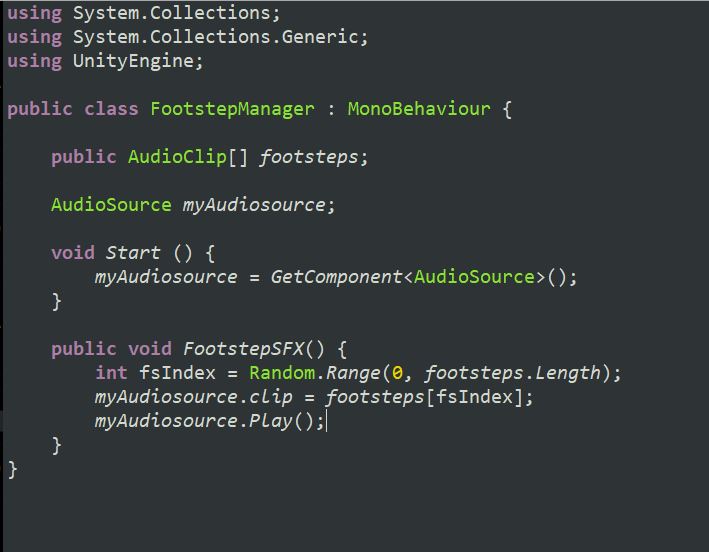 using System.Collections;
using System.Collections.Generic;
using UnityEngine;
public class FootstepManager : MonoBehaviour {
public AudioClip[] footsteps;
AudioSource myAudiosource;
void Start () {
myAudiosource = GetComponent<AudioSource>();
}
public void FootstepSFX() {
int fsIndex = Random.Range(0, footsteps.Length);
myAudiosource.clip = footsteps[fsIndex];
myAudiosource.Play();
}
}